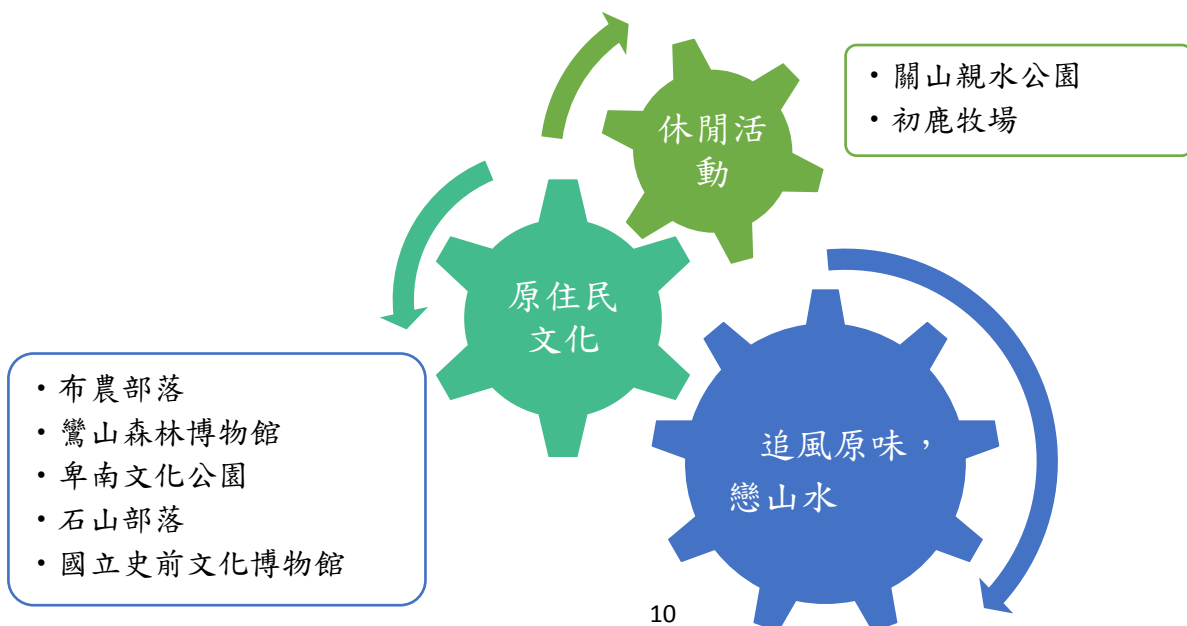 休閒活
動
・關山親水公園
・初鹿牧場
原住民
文化
・布農部落
・鸞山森林博物館
・卑南文化公園
・石山部落
・國立史前文化博物館
追風原味，
戀山水
10